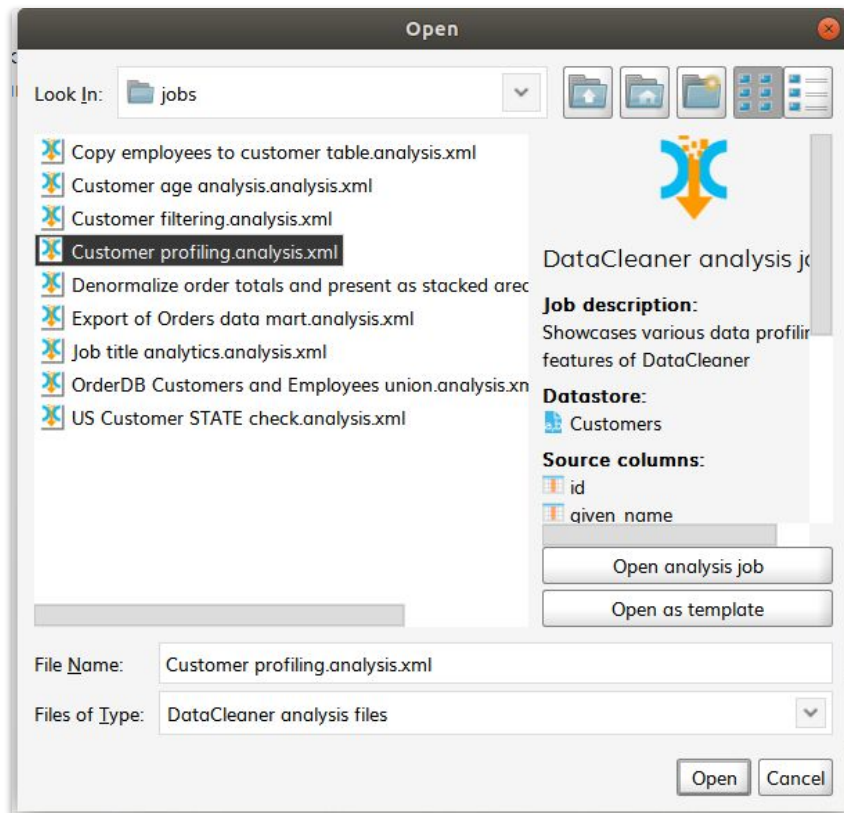 Open
Look In: jobs
Copy employees to customer table.analysis.xml
Customer age analysis.analysis.xml
Customer filtering.analysis.xml
Customer profiling.analysis.xml
Denormalize order totals and present as stacked
Export of Orders data mart.analysis.xml
Job title analytics.analysis.xml
OrderDB Customers and Employees union.analysis.xm
US Customer STATE check.analysis.xml
DataCleaner analysis
Job description:
Showcases various data
features of DataCleaner
Datastore:
Customers
Source columns:
id
given_name
Open analysis job
Open as template
File Name: Customer profiling.analysis.xml
Files of Type: DataCleaner analysis files
Open Cancel